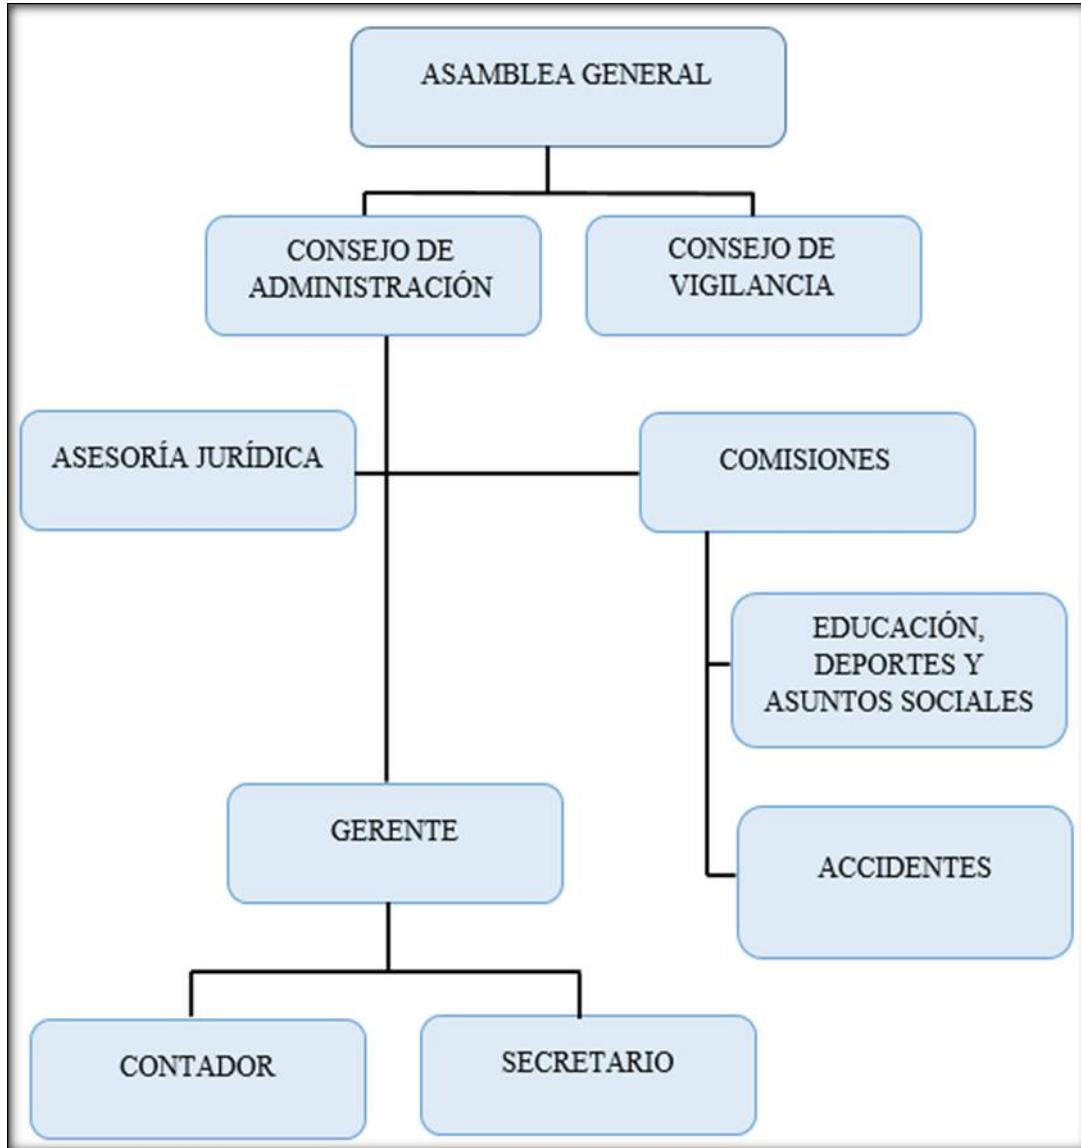 ASAMBLEA GENERAL
CONSEJO DE
ADMINISTRACIÓN
CONSEJO DE
VIGILANCIA
ASESORÍA JURÍDICA
COMISIONES
EDUCACIÓN,
DEPORTES Y
ASUNTOS SOCIALES
GERENTE
ACCIDENTES
CONTADOR
SECRETARIO